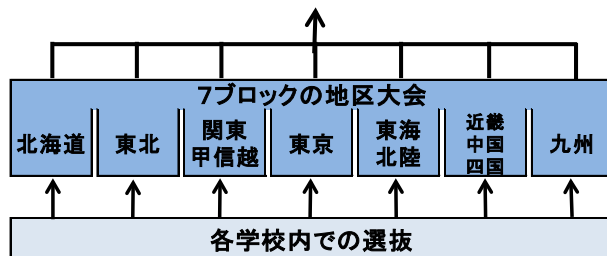 7ブロックの地区大会
北海道
東北
関東
甲信越
東京
東海
北陸
近畿
中国
四国
九州
各学校内での選抜